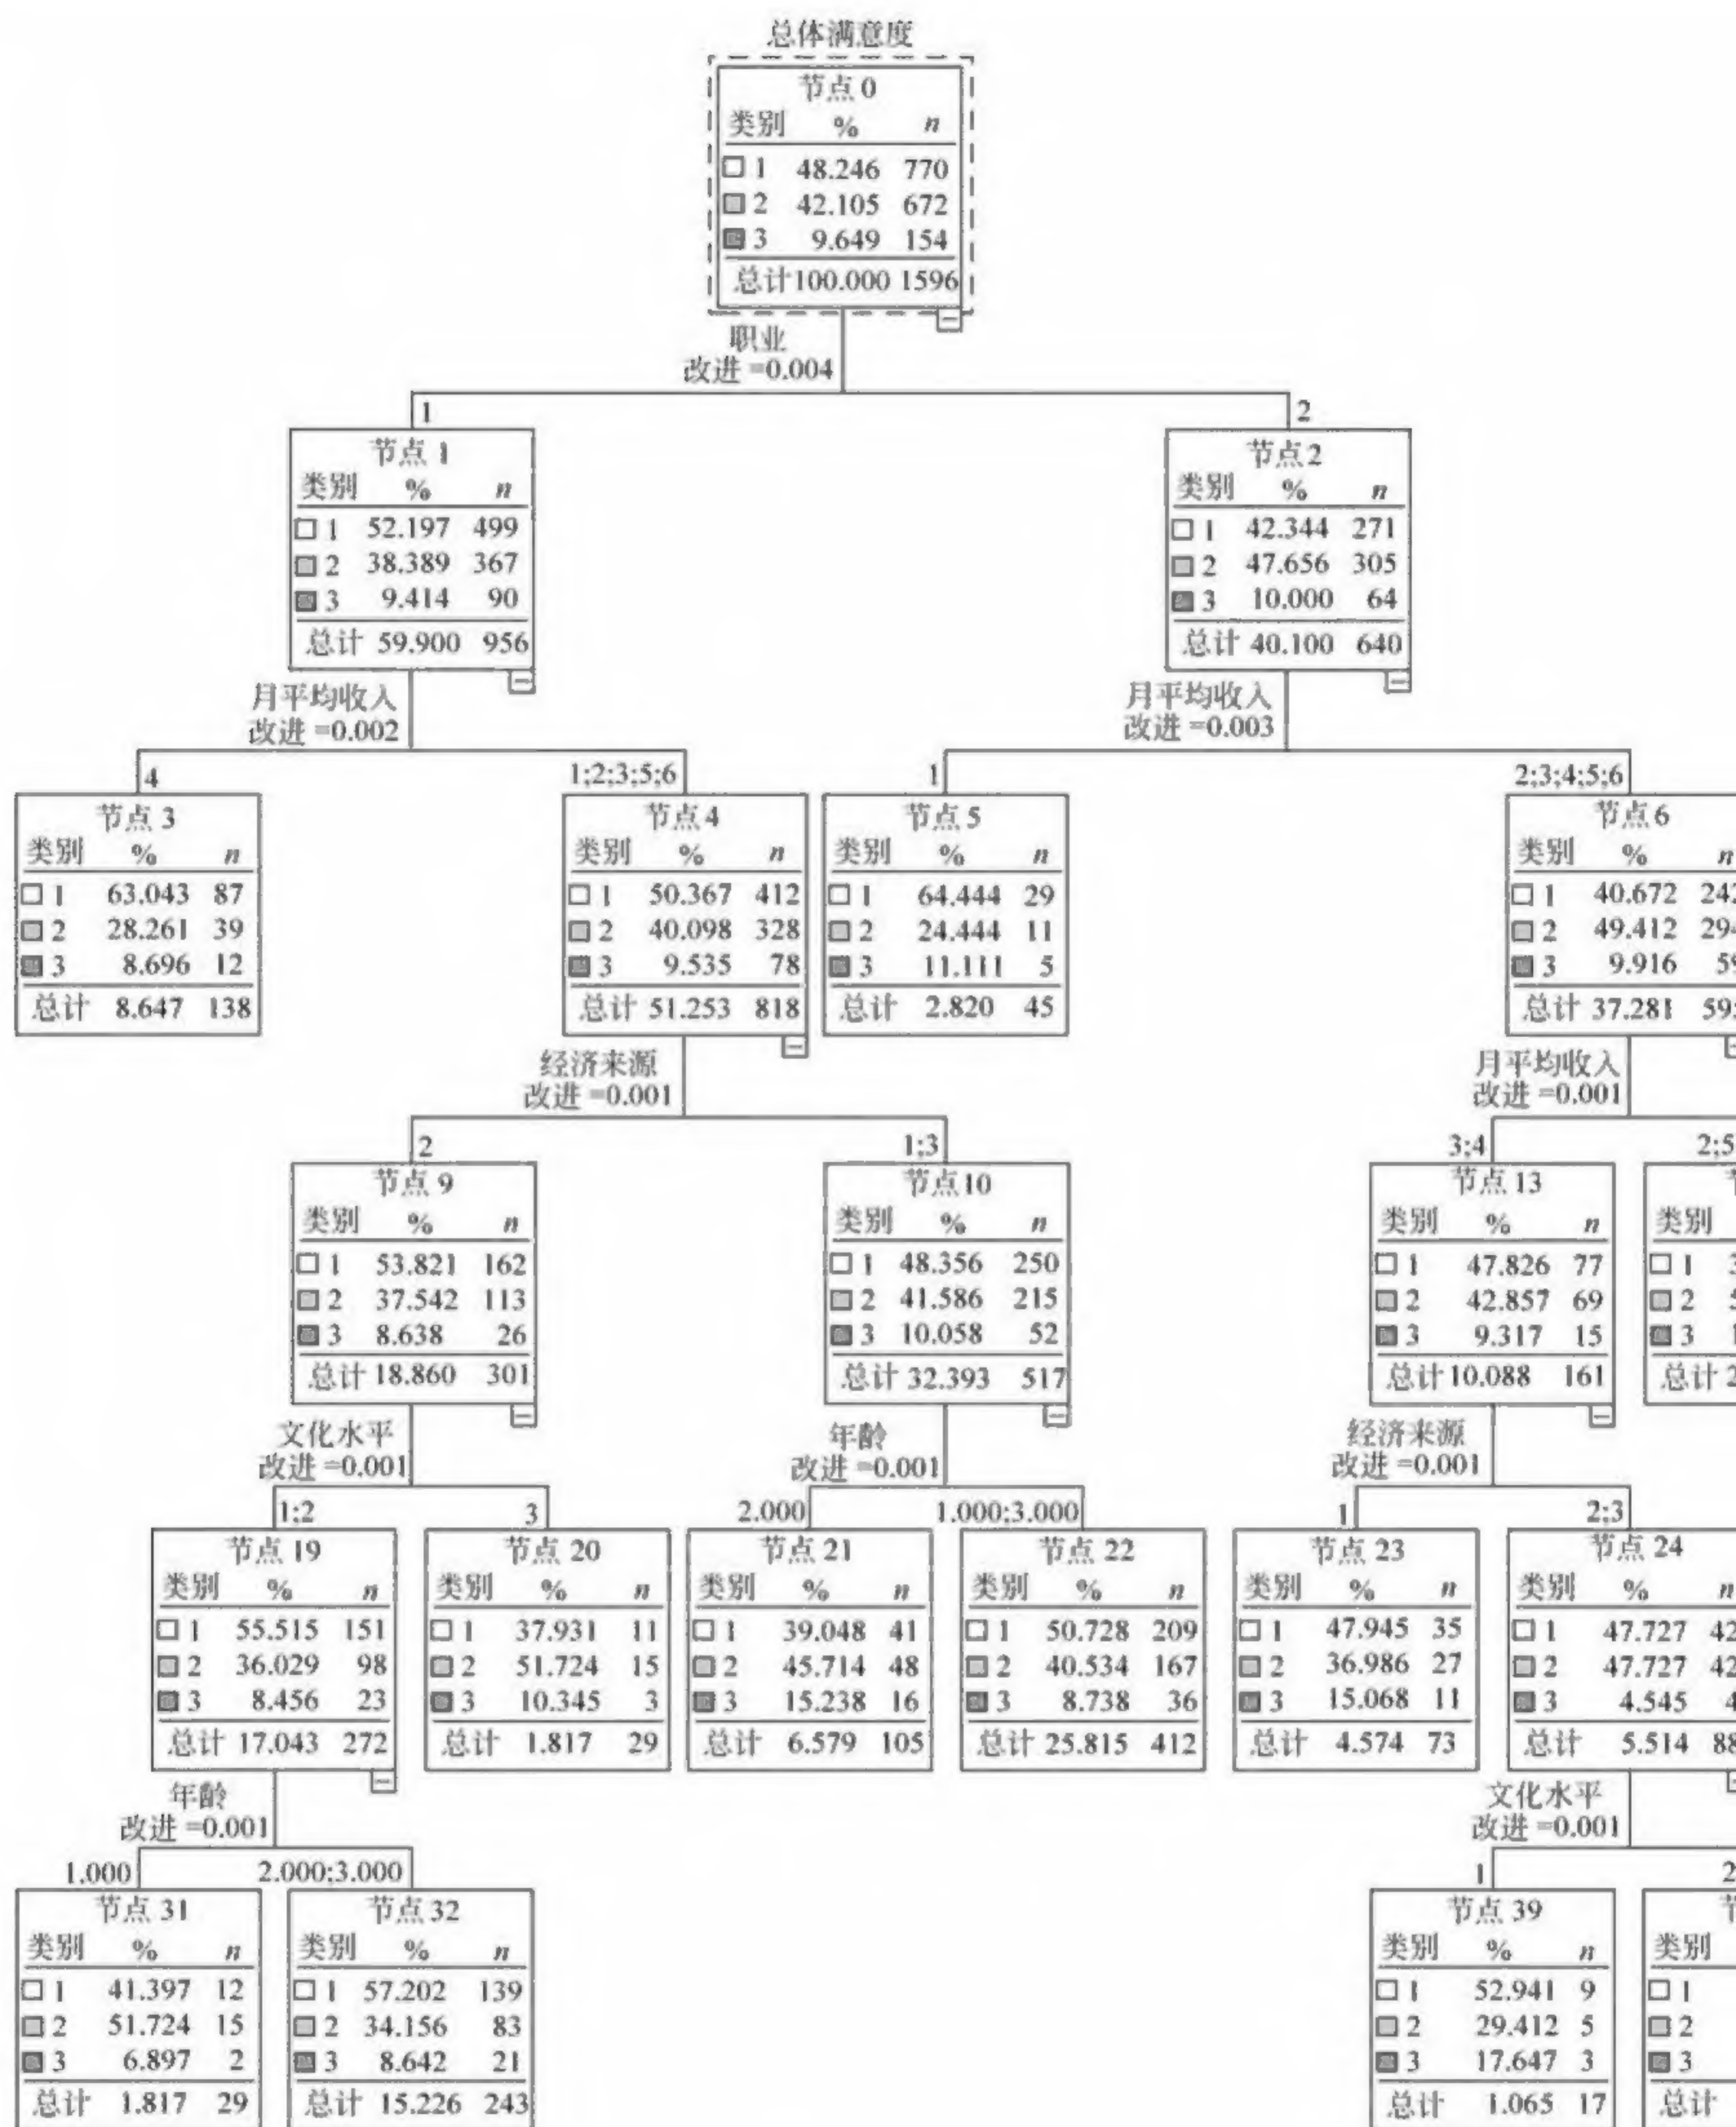 总体满意度
节点 0
类别 % n
1 48.246 770
2 42.105 672
3 9.649 154
总计 100.000 1596
职业
改进 =0.004
1
节点 1
类别 % n
1 52.197 499
2 38.389 367
3 9.414 90
总计 59.900 956
月平均收入
改进 =0.002
2
节点 2
类别 % n
1 42.344 271
2 47.656 305
3 10.000 64
总计 40.100 640
月平均收入
改进 =0.003
4
节点 3
类别 % n
1 63.043 87
2 28.261 39
3 8.696 12
总计 8.647 138
1;2;3;5;6
节点 4
类别 % n
1 50.367 412
2 40.098 328
3 9.535 78
总计 51.253 818
经济来源
改进 =0.001
1
节点 5
类别 % n
1 64.444 29
2 24.444 11
3 11.111 5
总计 2.820 45
2;3;4;5;6
节点 6
类别 % n
1 40.672
2 49.412
3 9.916
总计 37.281
月平均收入
改进 =0.001
2
节点 9
类别 % n
1 53.821 162
2 37.542 113
3 8.638 26
总计 18.860 301
文化水平
改进 =0.001
1;3
节点 10
类别 % n
1 48.356 250
2 41.586 215
3 10.058 52
总计 32.393 517
年龄
改进 =0.001
3;4
节点 13
类别 % n
1 47.826 77
2 42.857 69
3 9.317 15
总计 10.088 161
经济来源
改进 =0.001
2;5
类别
1
2
3
总计
1;2
节点 19
类别 % n
1 55.515 151
2 36.029 98
3 8.456 23
总计 17.043 272
年龄
改进 =0.001
3
节点 20
类别 % n
1 37.931 11
2 51.724 15
3 10.345 3
总计 1.817 29
2.000
节点 21
类别 % n
1 39.048 41
2 45.714 48
3 15.238 16
总计 6.579 105
1.000;3.000
节点 22
类别 % n
1 50.728 209
2 40.534 167
3 8.738 36
总计 25.815 412
1
节点 23
类别 % n
1 47.945 35
2 36.986 27
3 15.068 11
总计 4.574 73
2;3
节点 24
类别 % n
1 47.727 42
2 47.727 42
3 4.545 4
总计 5.514 88
文化水平
改进 =0.001
1.000
节点 31
类别 % n
1 41.397 12
2 51.724 15
3 6.897 2
总计 1.817 29
2.000;3.000
节点 32
类别 % n
1 57.202 139
2 34.156 83
3 8.642 21
总计 15.226 243
1
节点 39
类别 % n
1 52.941 9
2 29.412 5
3 17.647 3
总计 1.065 17
2
类别
1
2
3
总计